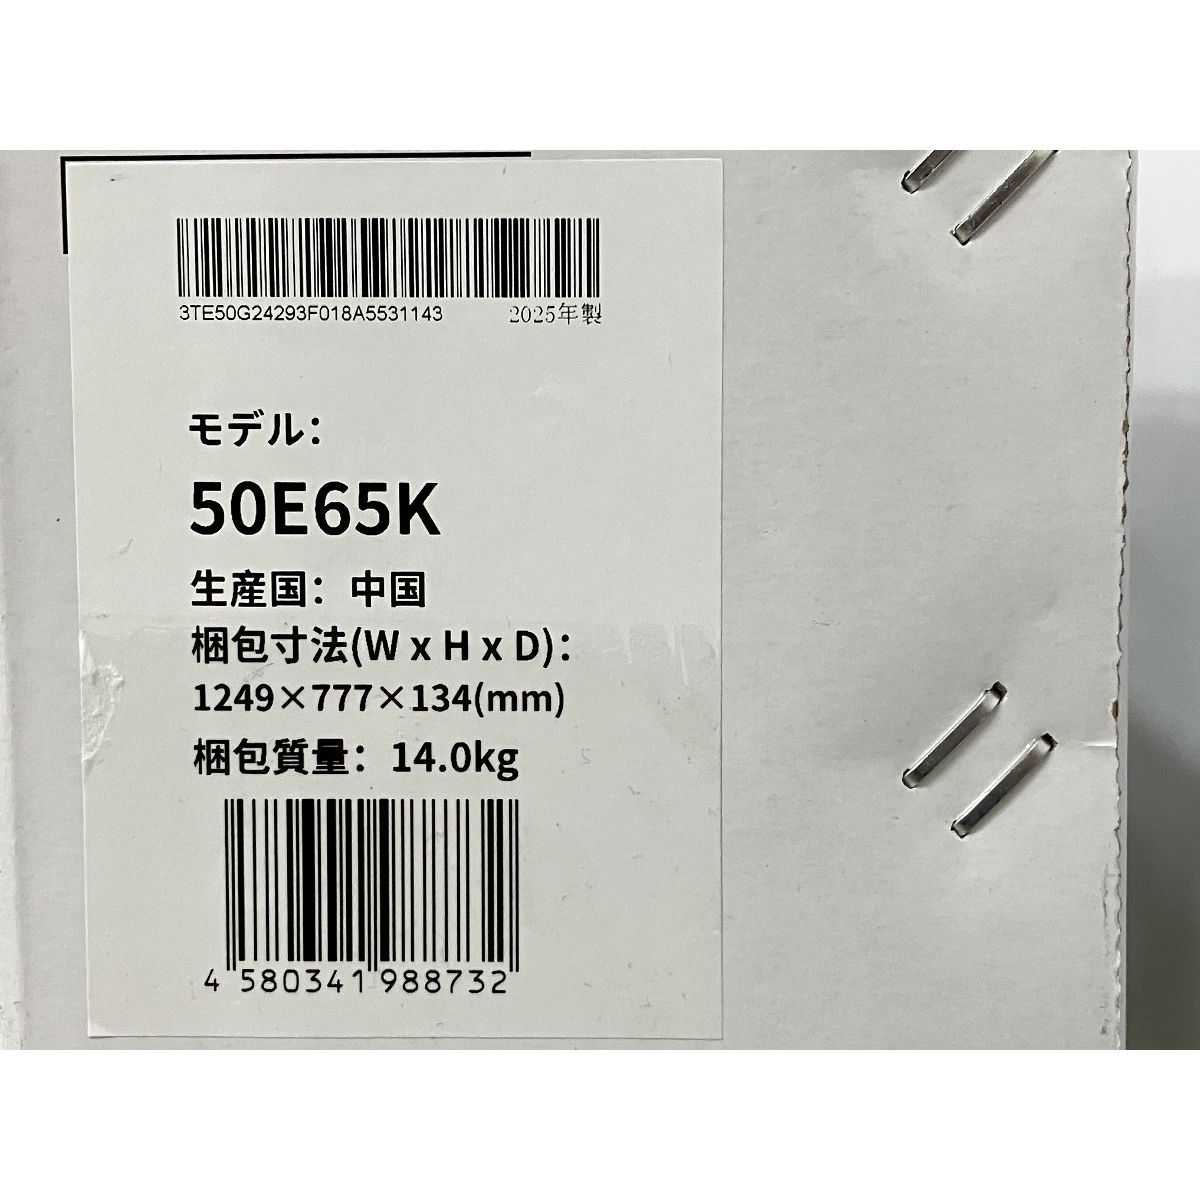 3TE50G24293F018A5531143 2025年製
モデル:
50E65K
生産国: 中国
梱包寸法(W x H x D):
1249×777×134(mm)
梱包質量: 14.0kg
4 580341 988732